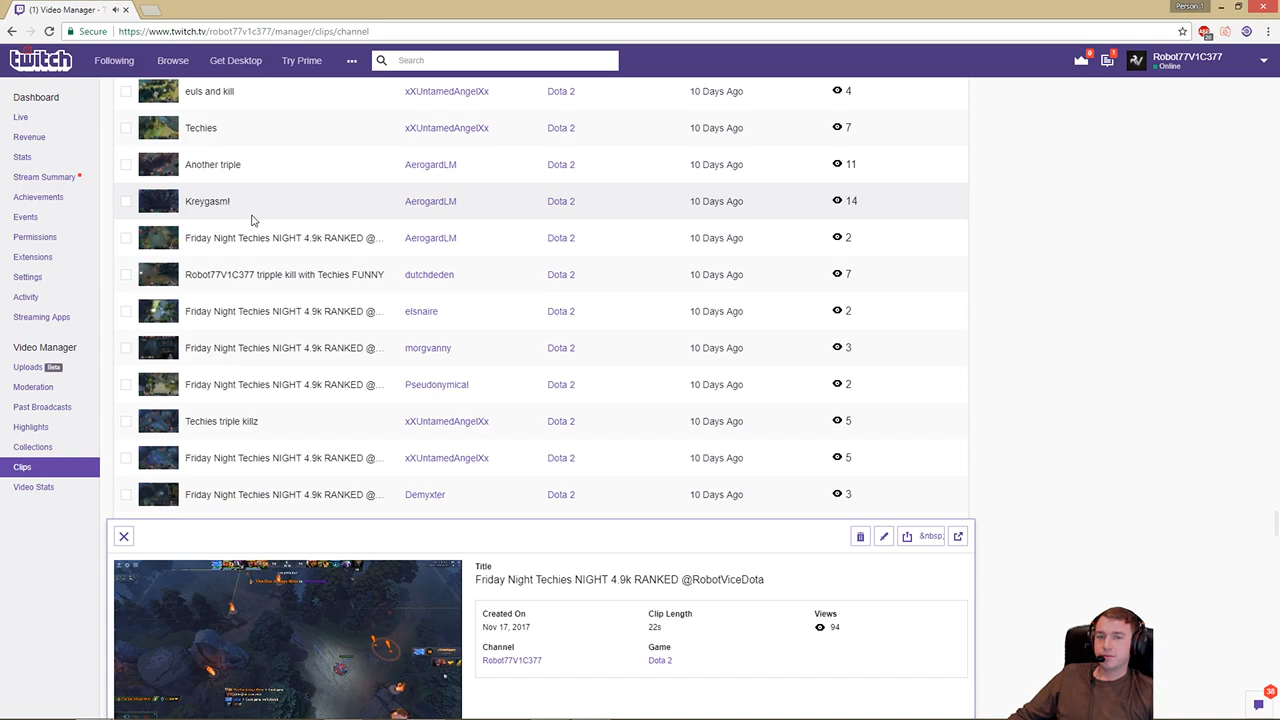 (1) Video Manager - T
Person 1
Secure https://www.twitch.tv/robot77v1c377/manager/clips/channel
twitch Following Browse Get Desktop Try Prime ••• Search 9 1 Robot77V1C377
Online
Dashboard
Live
Revenue
Stats
Stream Summary
Achievements
Events
Permissions
Extensions
Settings
Activity
Streaming Apps
Video Manager
Uploads Beta
Moderation
Past Broadcasts
Highlights
Collections
Clips
Video Stats
euls and kill xXUntamedAngelXx Dota 2 10 Days Ago 4
Techies xXUntamedAngelXx Dota 2 10 Days Ago 7
Another triple AerogardLM Dota 2 10 Days Ago 11
Kreygasm! AerogardLM Dota 2 10 Days Ago 14
Friday Night Techies NIGHT 4.9k RANKED @... AerogardLM Dota 2 10 Days Ago 2
Robot77V1C377 tripple kill with Techies FUNNY dutchdeden Dota 2 10 Days Ago 7
Friday Night Techies NIGHT 4.9k RANKED @... elsnaire Dota 2 10 Days Ago 2
Friday Night Techies NIGHT 4.9k RANKED @... morgvanny Dota 2 10 Days Ago 3
Friday Night Techies NIGHT 4.9k RANKED @... Pseudonymical Dota 2 10 Days Ago 2
Techies triple killz xXUntamedAngelXx Dota 2 10 Days Ago 5
Friday Night Techies NIGHT 4.9k RANKED @... xXUntamedAngelXx Dota 2 10 Days Ago 5
Friday Night Techies NIGHT 4.9k RANKED @... Demyxter Dota 2 10 Days Ago 3
&nbsp;
Title
Friday Night Techies NIGHT 4.9k RANKED @RobotViceDota
Created On Clip Length Views
Nov 17, 2017 22s 94
Channel Game
Robot77V1C377 Dota 2
38